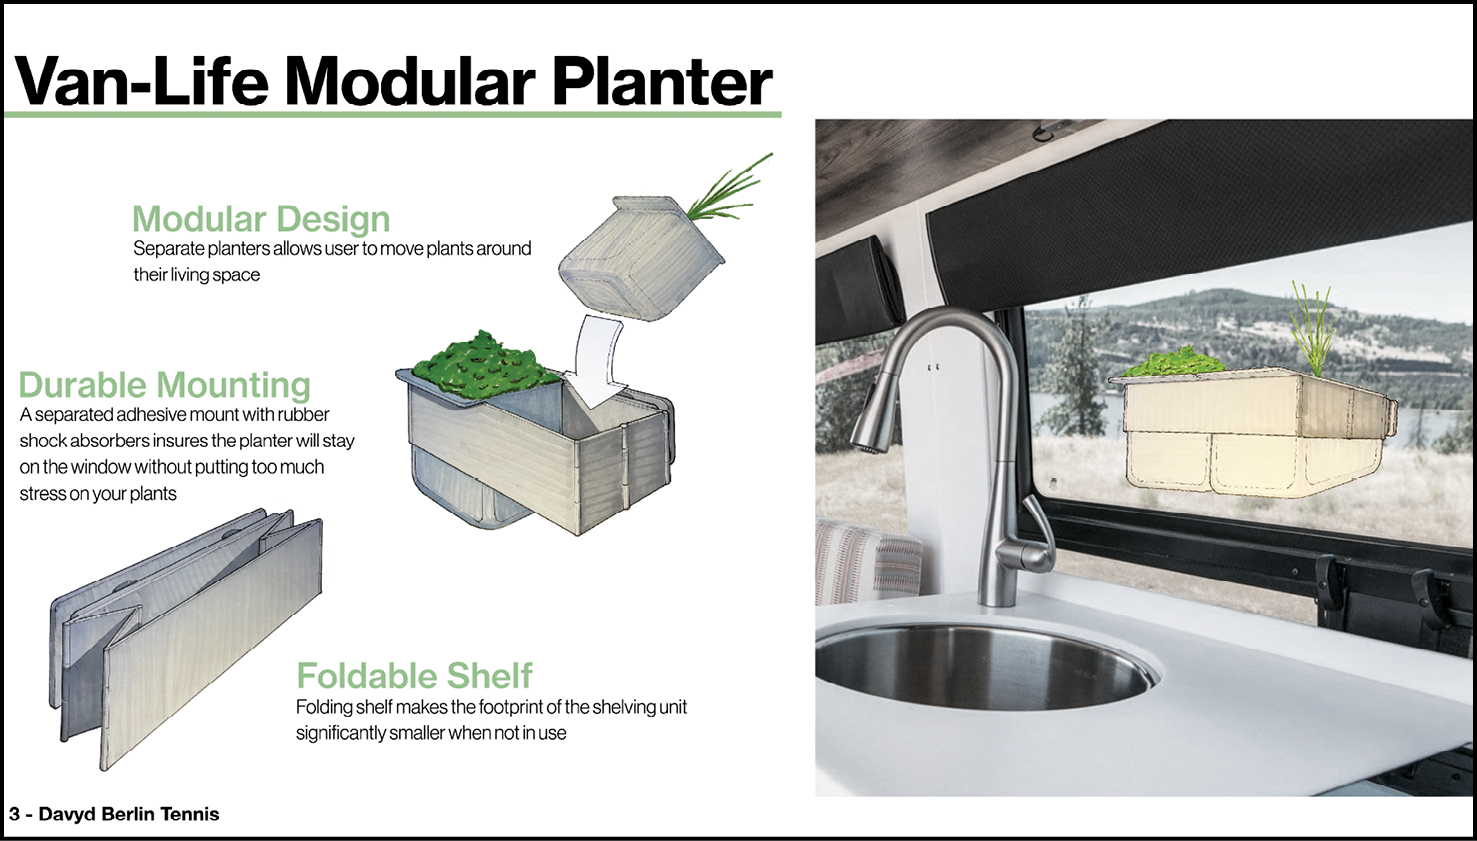 Van-Life Modular Planter
Modular Design
Separate planters allows user to move plants around
their living space
Durable Mounting
A separated adhesive mount with rubber
shock absorbers insures the planter will stay
on the window without putting too much
stress on your plants
Foldable Shelf
Folding shelf makes the footprint of the shelving unit
significantly smaller when not in use
3 - Davyd Berlin Tennis